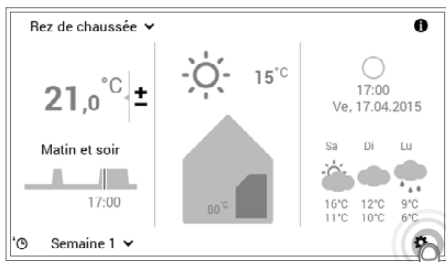 Rez de chaussée
21,0 °C ±
Matin et soir
17:00
Semaine 1
15°C
80°C
17:00
Ve, 17.04.2015
Sa Di Lu
16°C 12°C 9°C
11°C 10°C 6°C